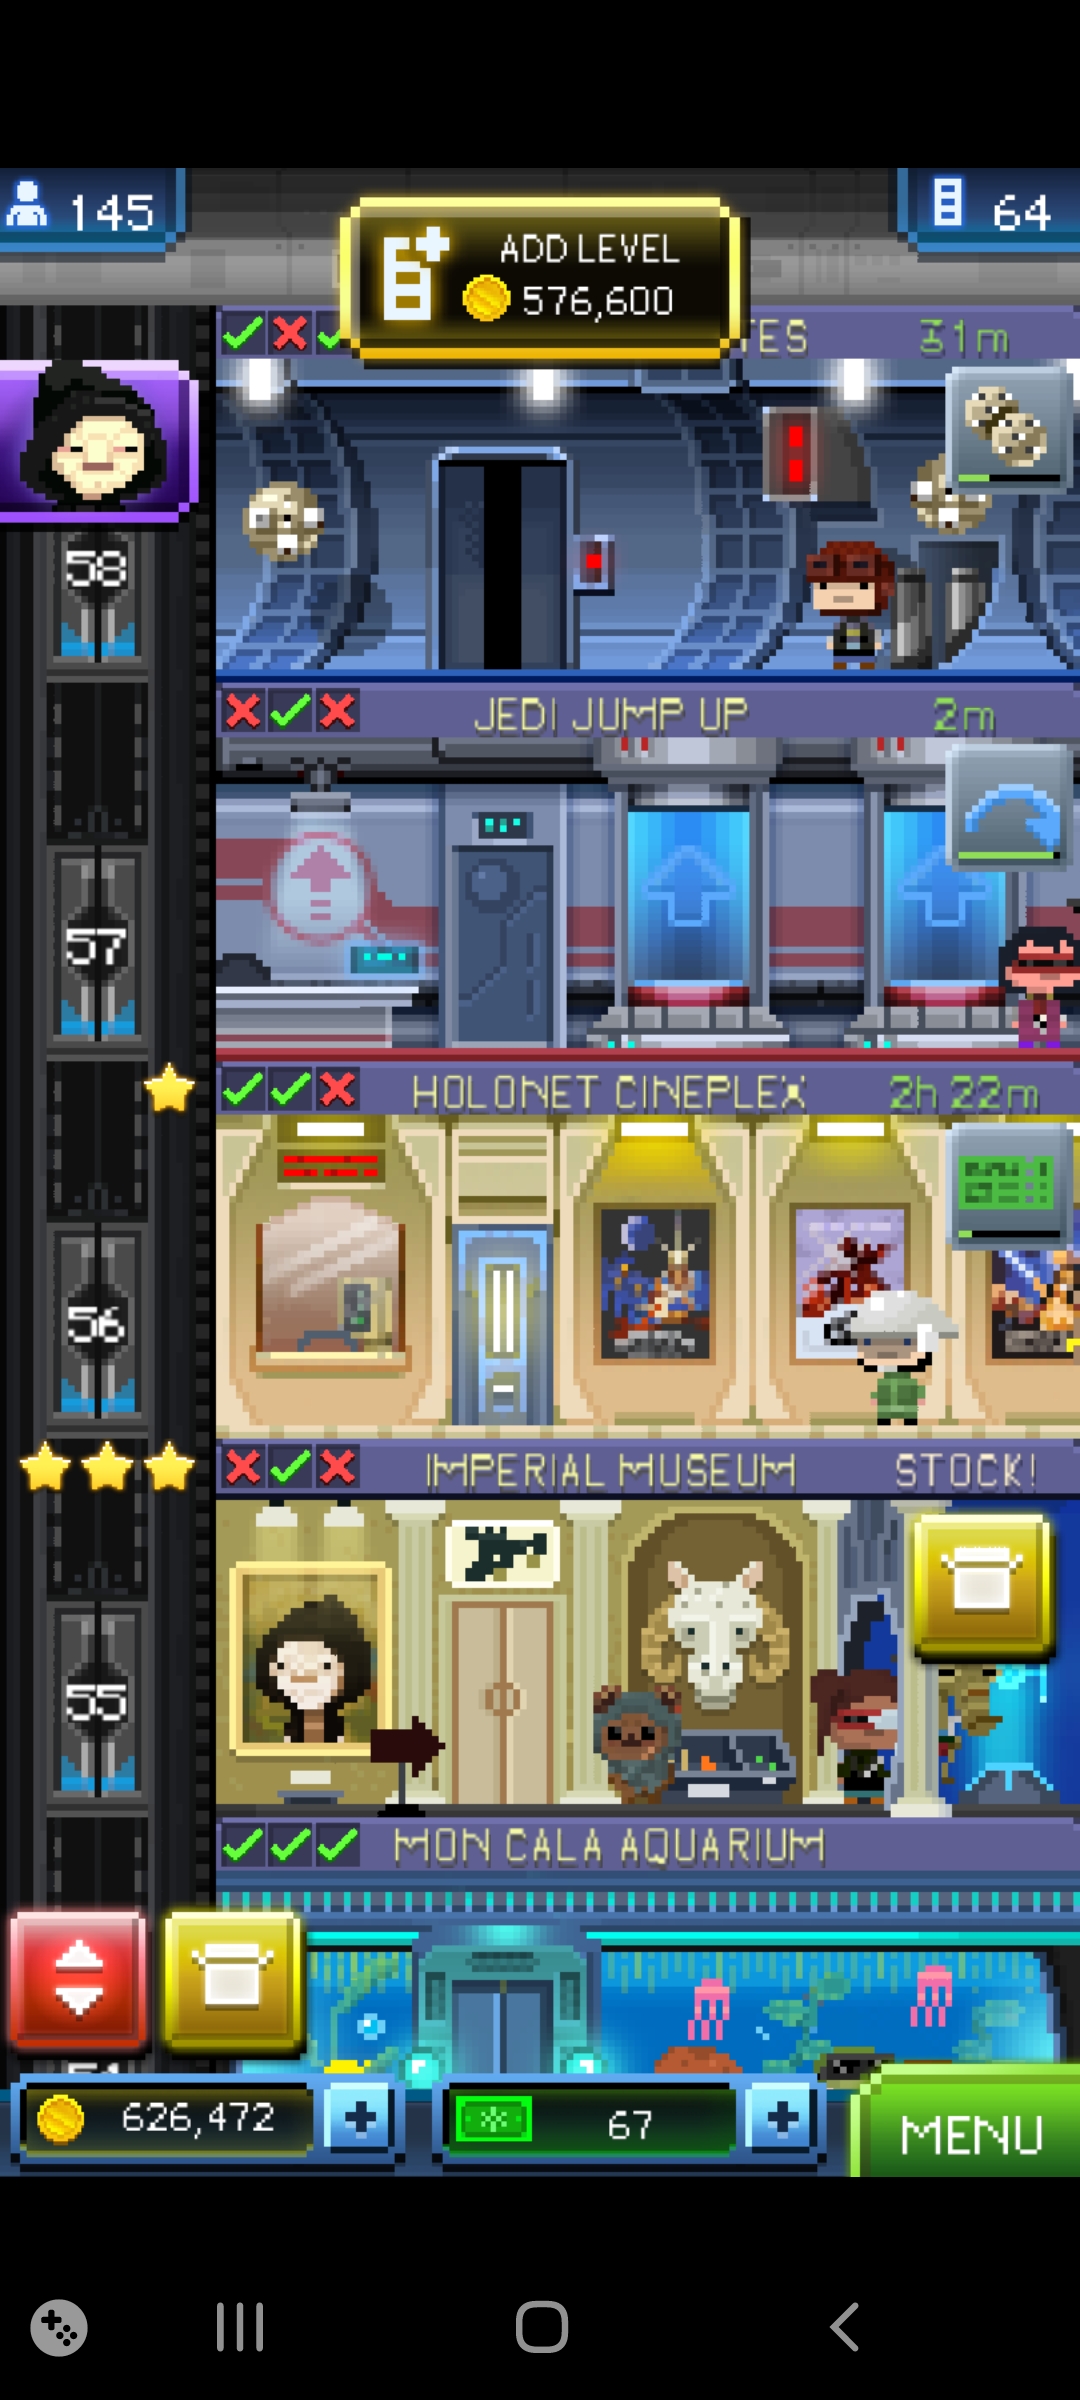 145
ADD LEVEL
576,600
64
31m
58
JEDI JUMP UP
2m
57
HOLONET CINEPLEX
2h 22m
56
IMPERIAL MUSEUM
STOCK!
55
MON CALA AQUARIUM
626,472
67
MENU